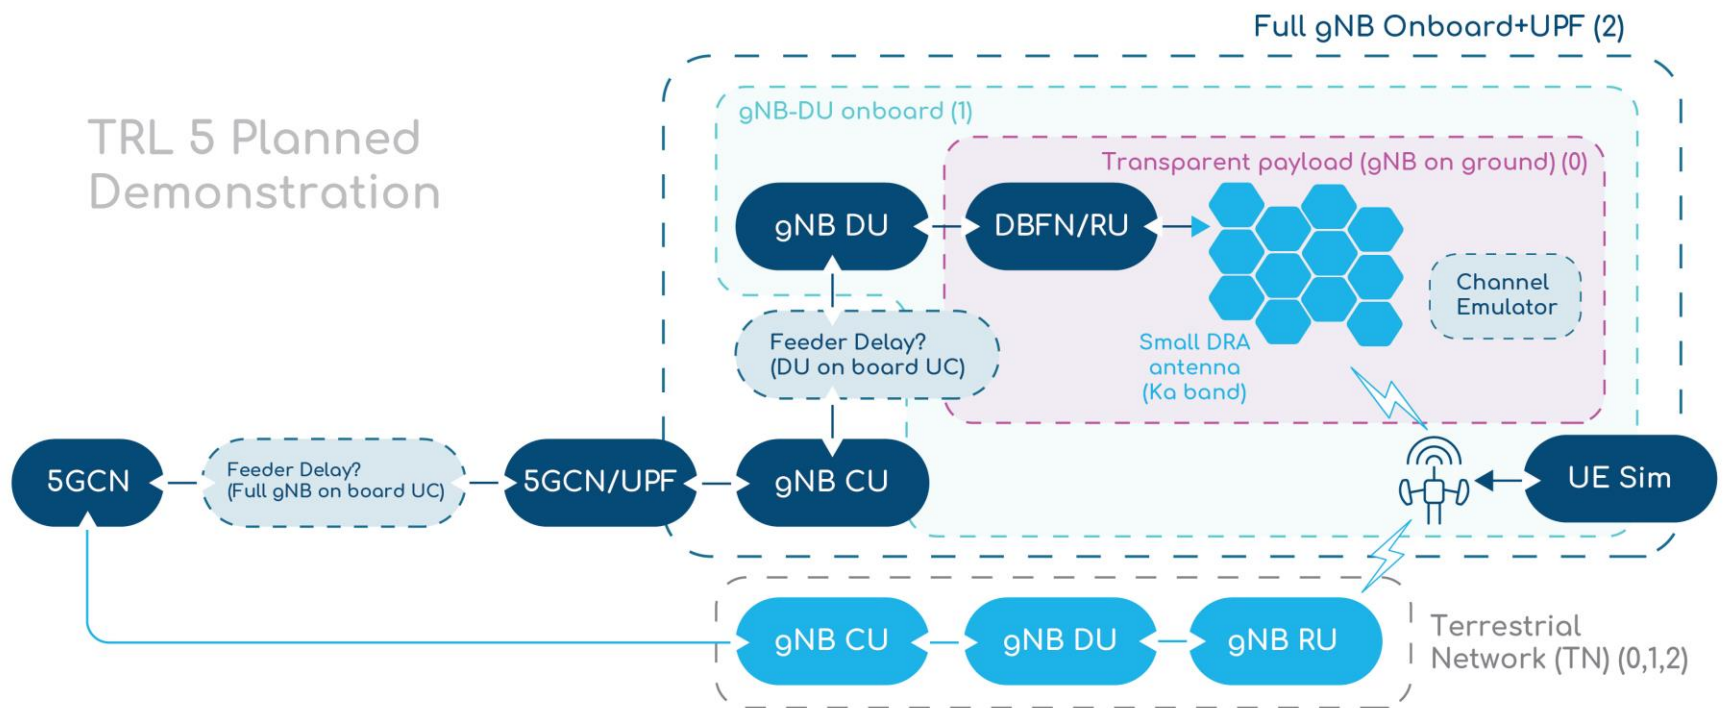 Full gNB Onboard+UPF (2)
TRL 5 Planned
Demonstration
gNB-DU onboard (1)
Transparent payload (gNB on ground) (0)
gNB DU
DBFN/RU
Channel
Emulator
Feeder Delay?
(DU on board UC)
Small DRA
antenna
(Ka band)
5GCN
Feeder Delay?
(Full gNB on board UC)
5GCN/UPF
gNB CU
UE Sim
gNB CU
gNB DU
gNB RU
Terrestrial
Network (TN) (0,1,2)